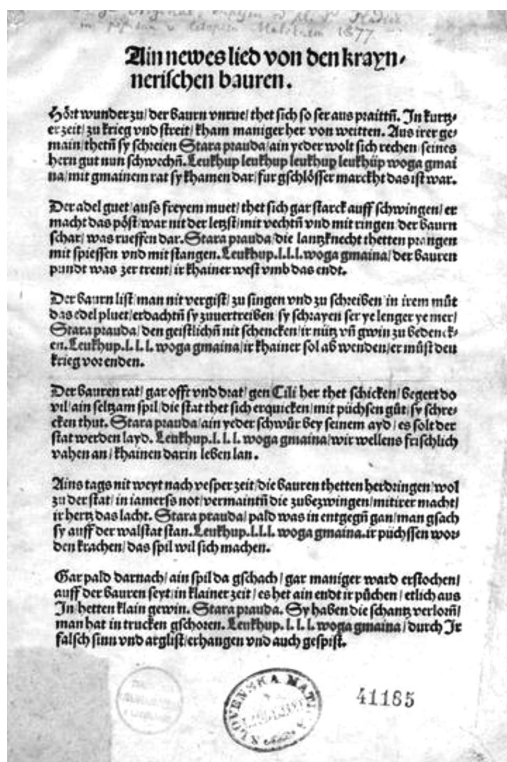 Ain newes lied von den krayn/
nerischen bauren.
Hört wunder zu/der baurn vnrue/thet sich so ser aus praittñ. In kurtz/
er zeit/zu krieg vnd streit/kham maniger her von weitten. Aus irer ge/
main/thetñ sy schreien Stara prauda/ain yeder wolt sich rechen/seines
hern gut nun schwechñ. Leukhup leukhup leukhup leukhup woga gmai
na/mit gmainem rat sy khamen dar/fur gschlösser marckht das ist war.
Der adel guet/auss freyem muet/thet sich gar starck auff schwingen/er
macht das pöst/war nit der letzst/mit vechtñ vnd mit ringen/der baurn
schar/was rueffen dar. Stara prauda/die lantzknecht thetten prangen
mit spiessen vnd mit stangen. Leukhup.l.l.l. woga gmaina/der bauren
pundt was zer trent/ir khainer west vmb das endt.
Der baurn list/man nit vergist/zu singen vnd zu schreiben/in irem müt
das edel pluet/erdachtñ sy zuuertreiben/sy schrayen ser ye lenger ye mer/
Stara prauda/den geistlichñ nit schencken/ir nütz vñ gwin zu bedenck/
en. Leukhup.l.l.l. woga gmaina/ir khainer sol ab wenden/er müst den
krieg vor enden.
Der bauren rat/gar offt vnd drat/gen Cili her thet schicken/begert do
vil/ain seltzam spil/die stat thet sich erquicken/mit püchsen güt/sy schre/
cken thut. Stara prauda/ain yeder schwür bey seinem ayd/es solt der
stat werden layd. Leukhup.l.l.l. woga gmaina/wir wellens frischlich
vahen an/khainen darin leben lan.
Ains tags nit weyt nach vesper zeit/die bauren thetten herdringen/wol
zu der stat/in iamerss not/vermaintñ die zubezwingen/mit irer macht/
ir hertz das lacht. Stara prauda/pald was in entgegñ gan/man gsach
sy auff der walstat stan. Leukhup.l.l.l. woga gmaina. ir püchssen wor/
den krachen/das spil wil sich machen.
Gar pald darnach/ain spil da gschach/gar maniger ward erstochen/
auff der bauren seyt/in klainer zeit/es het ain endt ir püchen/etlich aus
In hetten klain gewin. Stara prauda. Sy haben die schantz verlorñ/
man hat in trucken gschoren. Leukhup.l.l.l. woga gmaina/durch Ir
falsch sinn vnd arglist/erhangen vnd auch gespist.
SLOVENSKA MATICA
41185